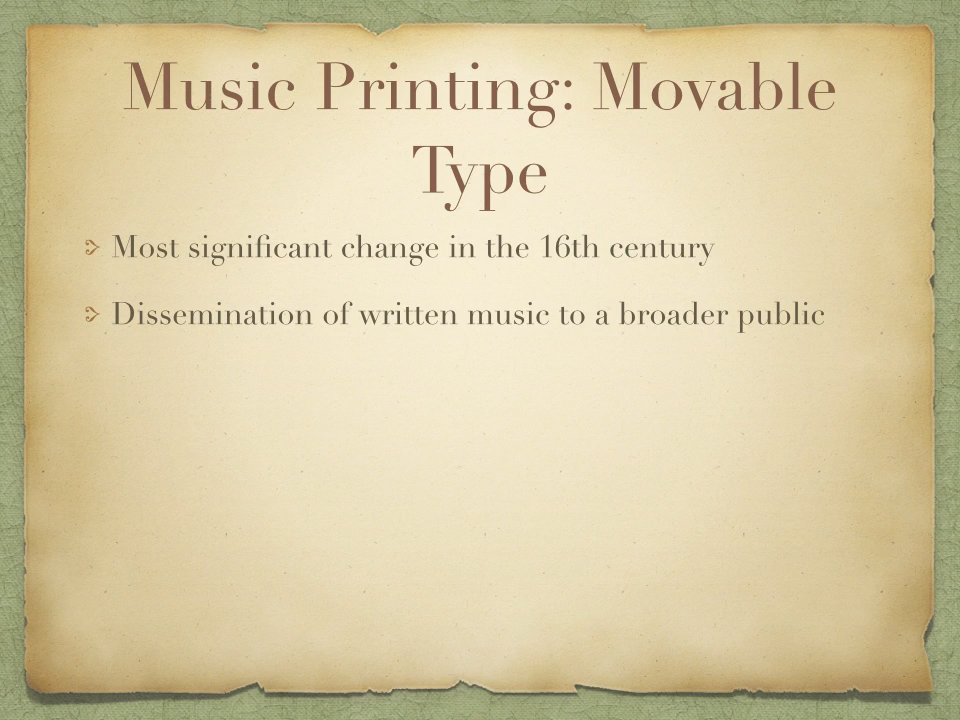 Music Printing: Movable
Type
Most significant change in the 16th century
Dissemination of written music to a broader public